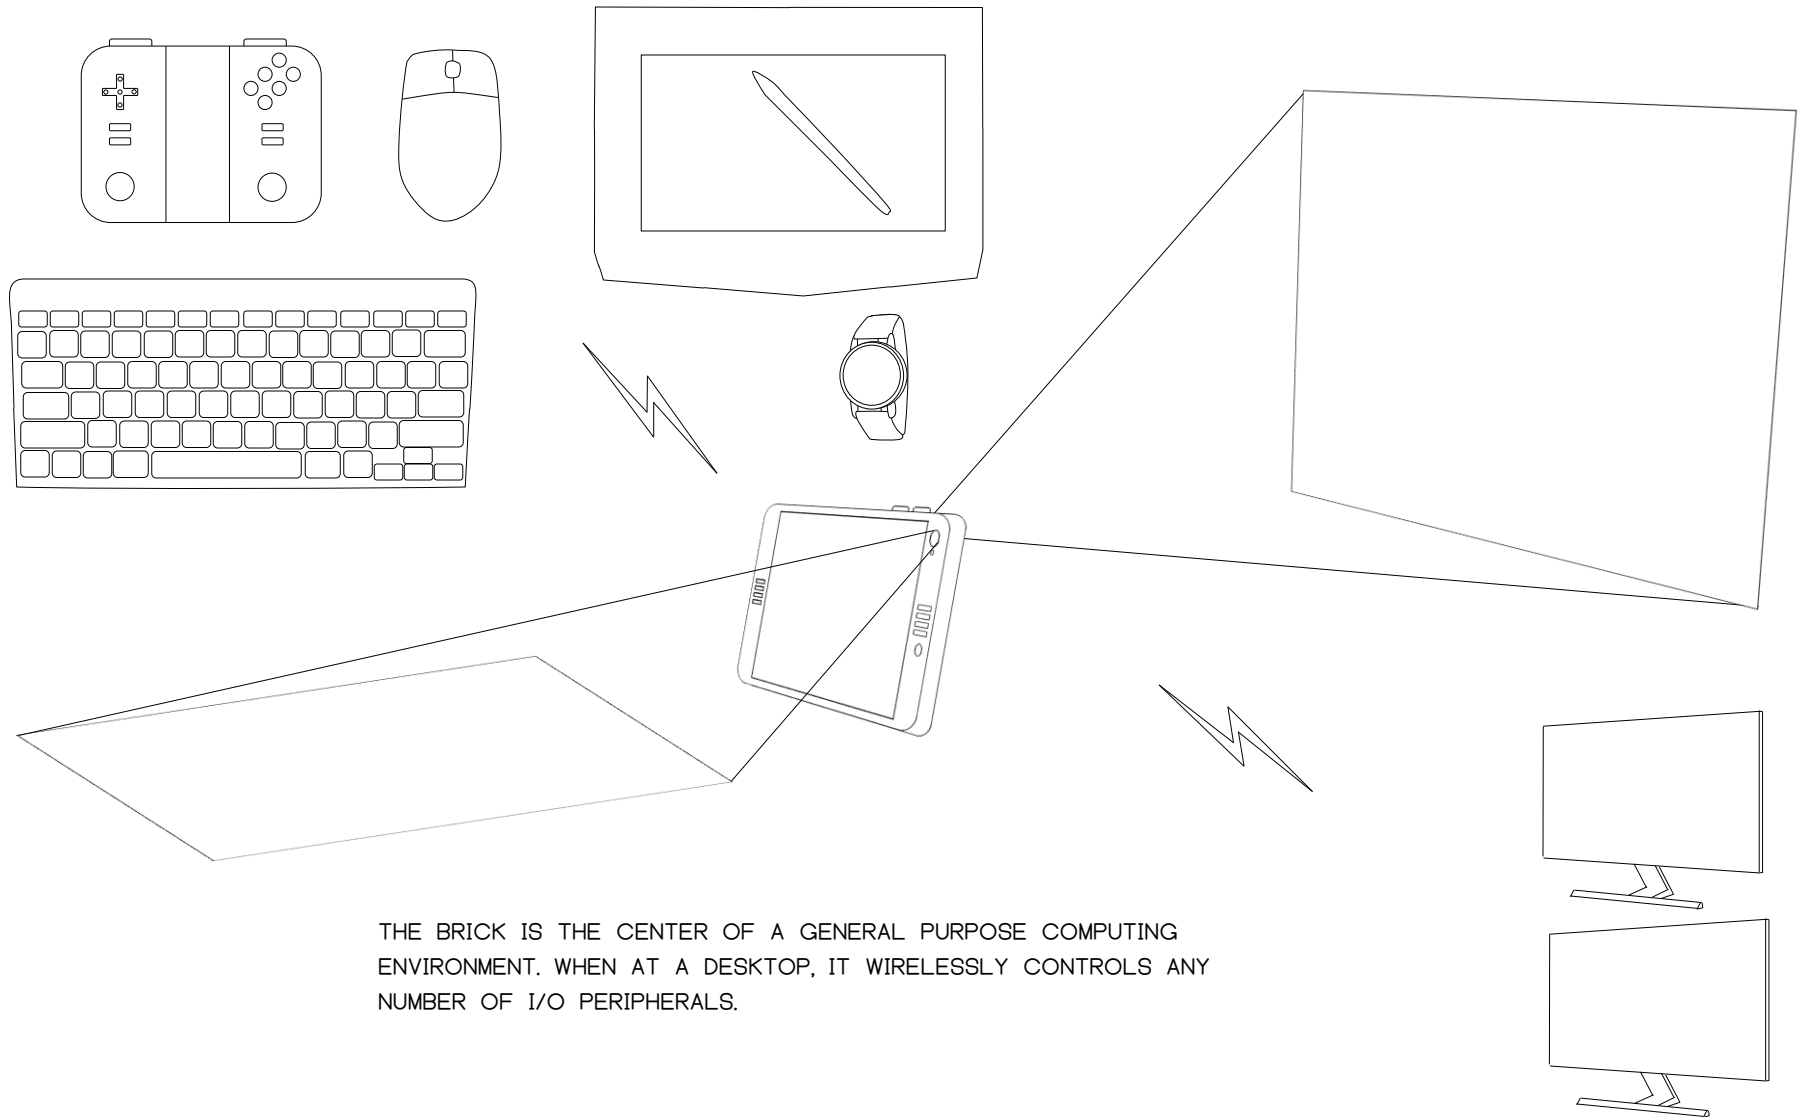 THE BRICK IS THE CENTER OF A GENERAL PURPOSE COMPUTING
ENVIRONMENT. WHEN AT A DESKTOP, IT WIRELESSLY CONTROLS ANY
NUMBER OF I/O PERIPHERALS.